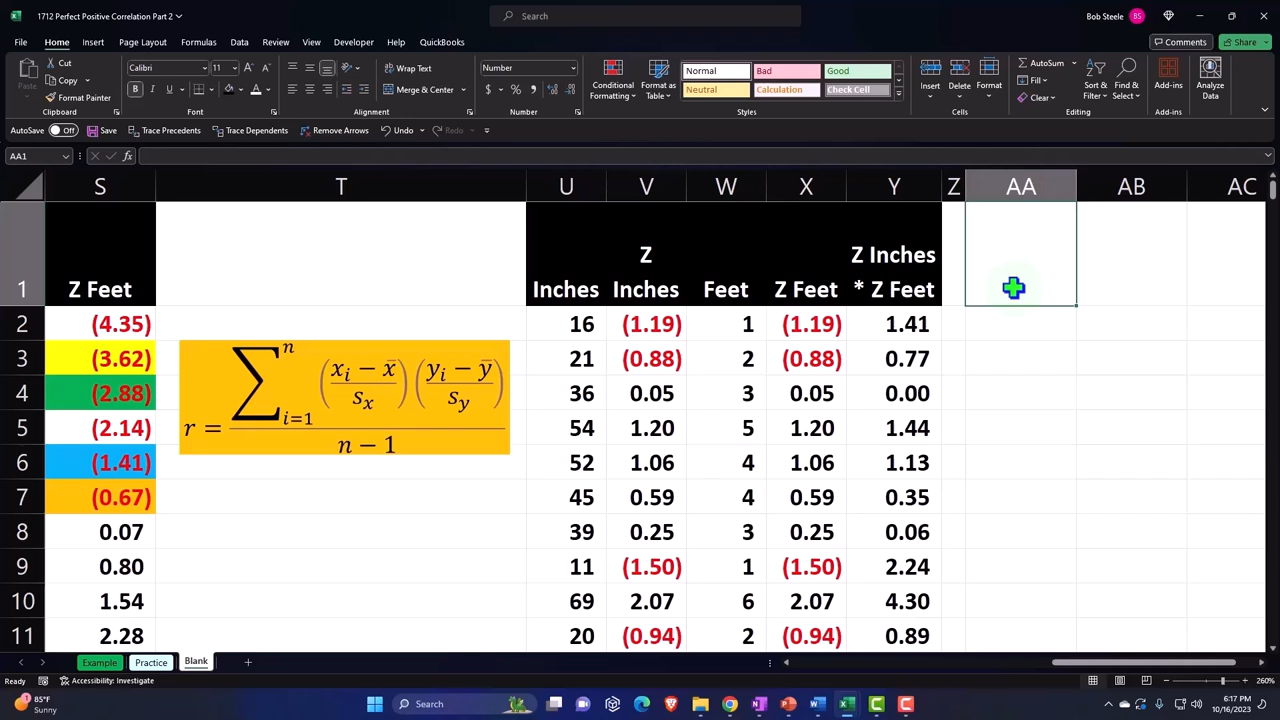 1712 Perfect Positive Correlation Part 2
Search
Bob Steele
BS
File
Home
Insert
Page Layout
Formulas
Data
Review
View
Developer
Help
QuickBooks
Comments
Share
Paste
Cut
Copy
Format Painter
Clipboard
Calibri
11
B I U
Font
Wrap Text
Merge & Center
Alignment
Number
$ % 9
Number
Conditional Formatting
Format as Table
Normal
Bad
Good
Neutral
Calculation
Check Cell
Styles
Insert
Delete
Format
Cells
AutoSum
Fill
Clear
Sort & Filter
Find & Select
Editing
Add-ins
Add-ins
Analyze Data
AutoSave Off
Save
Trace Precedents
Trace Dependents
Remove Arrows
Undo
Redo
AA1
fx
S T U V W X Y Z AA AB AC
1 Z Feet Inches Z Inches Feet Z Feet Z Inches * Z Feet
2 (4.35) 16 (1.19) 1 (1.19) 1.41
3 (3.62) 21 (0.88) 2 (0.88) 0.77
4 (2.88) 36 0.05 3 0.05 0.00
5 (2.14) 54 1.20 5 1.20 1.44
6 (1.41) 52 1.06 4 1.06 1.13
7 (0.67) 45 0.59 4 0.59 0.35
8 0.07 39 0.25 3 0.25 0.06
9 0.80 11 (1.50) 1 (1.50) 2.24
10 1.54 69 2.07 6 2.07 4.30
11 2.28 20 (0.94) 2 (0.94) 0.89
r = ∑ⁿᵢ₌₁ ((xᵢ − x̄)/sₓ)((yᵢ − ȳ)/s_y) / (n − 1)
Example
Practice
Blank
Ready
Accessibility: Investigate
260%
85°F
Sunny
Search
6:17 PM
10/16/2023